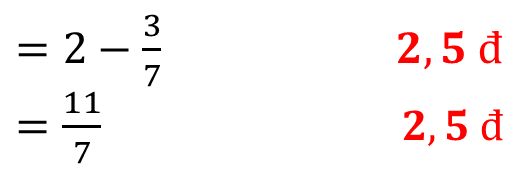 = 2 − 3/7 2,5 đ
= 11/7 2,5 đ